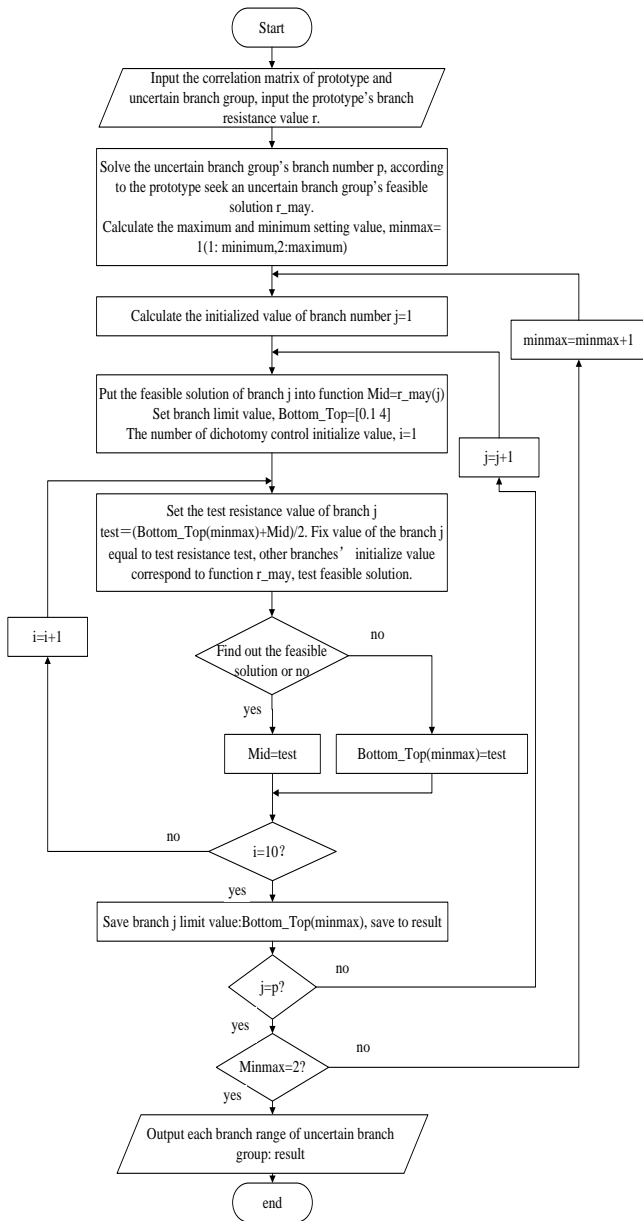 Start
Input the correlation matrix of prototype and
uncertain branch group, input the prototype's branch
resistance value r.
Solve the uncertain branch group's branch number p, according
to the prototype seek an uncertain branch group's feasible
solution r_may.
Calculate the maximum and minimum setting value, minmax=
1(1: minimum,2:maximum)
Calculate the initialized value of branch number j=1
minmax=minmax+1
Put the feasible solution of branch j into function Mid=r_may(j)
Set branch limit value, Bottom_Top=[0.1 4]
The number of dichotomy control initialize value, i=1
j=j+1
Set the test resistance value of branch j
test=(Bottom_Top(minmax)+Mid)/2. Fix value of the branch j
equal to test resistance test, other branches' initialize value
correspond to function r_may, test feasible solution.
i=i+1
Find out the feasible
solution or no
no
yes
Mid=test
Bottom_Top(minmax)=test
no
i=10?
yes
Save branch j limit value:Bottom_Top(minmax), save to result
j=p?
no
yes
Minmax=2?
no
yes
Output each branch range of uncertain branch
group: result
end